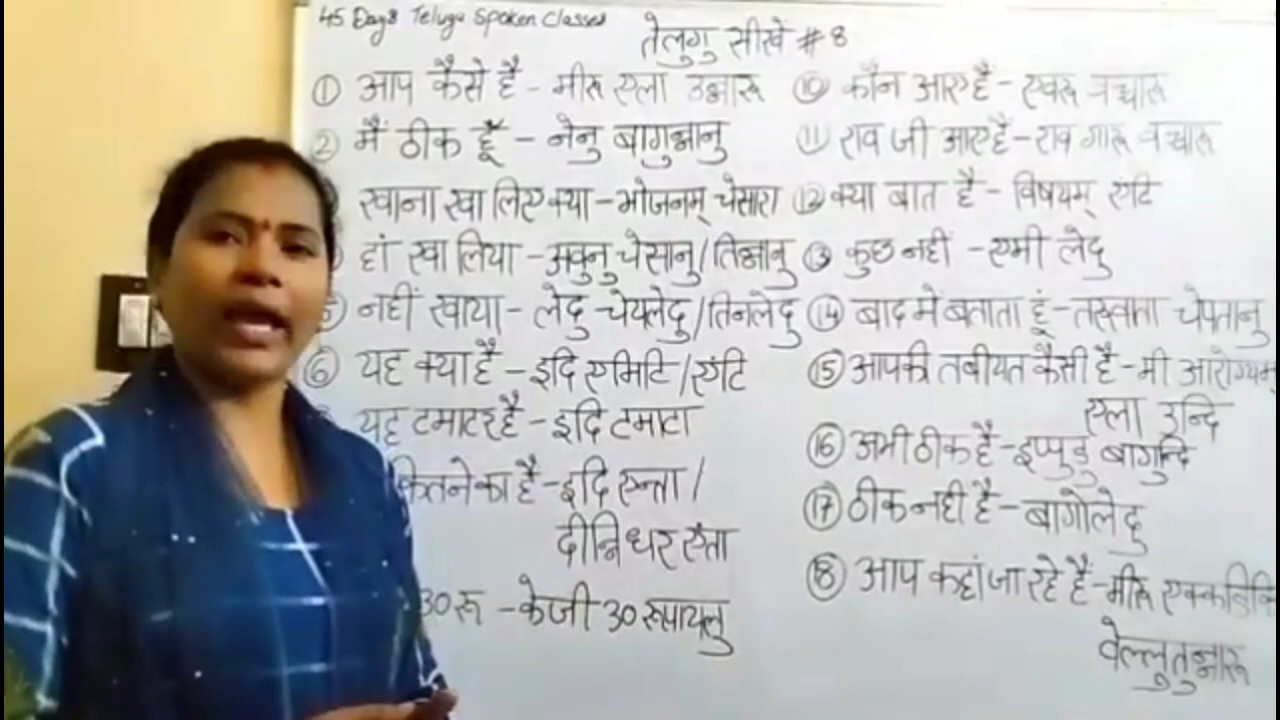 45 Days Telugu Spoken Classes
तेलुगु सीखे #8
① आप कैसे है - मीरू एला उन्नारू
② मैं ठीक हूँ - नेनु बागुन्नानु
खाना खा लिए क्या - भोजनम् चेसारा
हां खा लिया - अवुनु चेसानु/तिन्नानु
नहीं खाया - लेदु चेयलेदु/तिनलेदु
⑥ यह क्या है - इदि एमिटि/एंटि
यह टमाटर है - इदि टमाटा
कितने का है - इदि एन्ता/
दीन्नि धर एंता
30 रू - केजी 30 रूपायलु
⑩ कौन आए है - एवरू वच्चारू
⑪ राव जी आए है - राव गारू वच्चारू
⑫ क्या बात है - विषयम् एंटि
⑬ कुछ नहीं - एमी लेदु
⑭ बाद में बताता हूं - तरूवाता चेपतानु
⑮ आपकी तबीयत कैसी है - मी आरोग्यम
एला उन्दि
⑯ अभी ठीक है - इप्पुडु बागुन्दि
⑰ ठीक नही है - बागोलेदु
⑱ आप कहां जा रहे हैं - मीरू एक्कडिकि
वेल्लुतुन्नारू